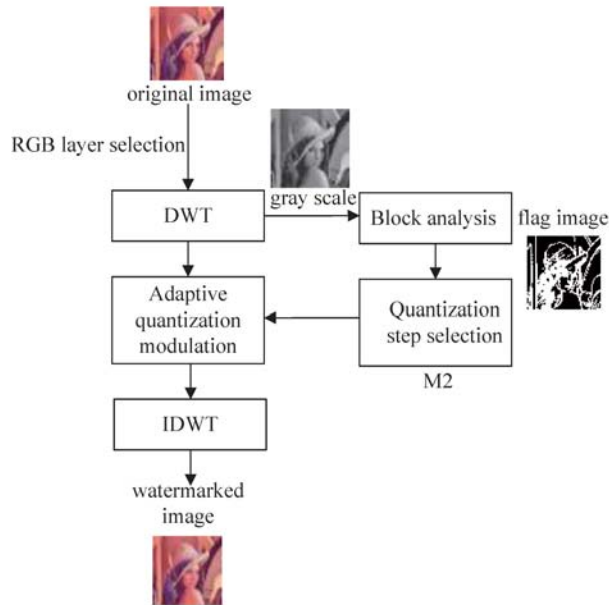 original image
RGB layer selection
gray scale
DWT
Block analysis
flag image
Adaptive
quantization
modulation
Quantization
step selection
M2
IDWT
watermarked
image